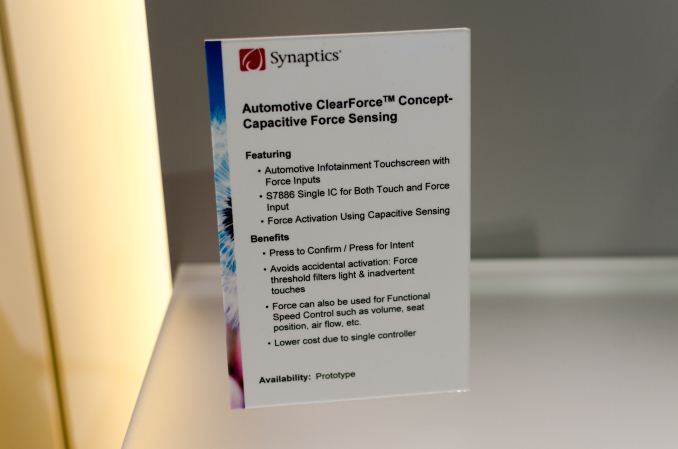 Synaptics®
Automotive ClearForce™ Concept-
Capacitive Force Sensing
Featuring
• Automotive Infotainment Touchscreen with
Force Inputs
• S7886 Single IC for Both Touch and Force
Input
• Force Activation Using Capacitive Sensing
Benefits
• Press to Confirm / Press for Intent
• Avoids accidental activation: Force
threshold filters light & inadvertent
touches
• Force can also be used for Functional
Speed Control such as volume, seat
position, air flow, etc.
• Lower cost due to single controller
Availability: Prototype